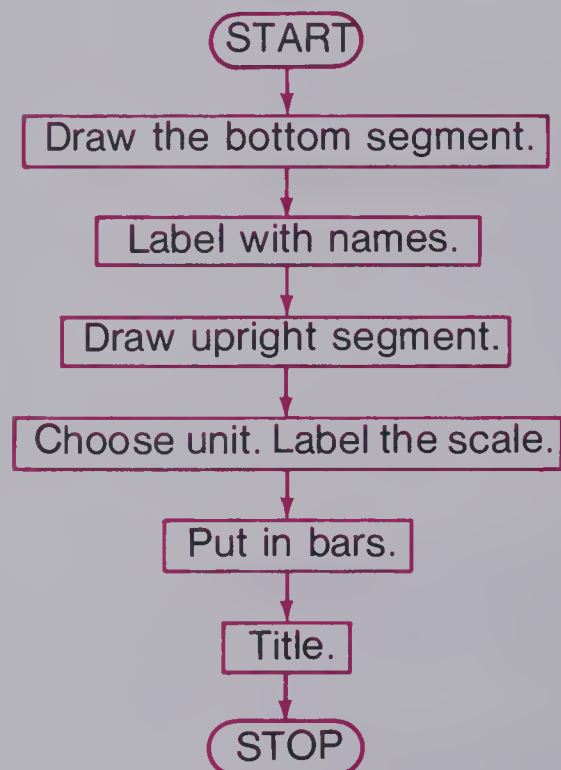 START
Draw the bottom segment.
Label with names.
Draw upright segment.
Choose unit. Label the scale.
Put in bars.
Title.
STOP